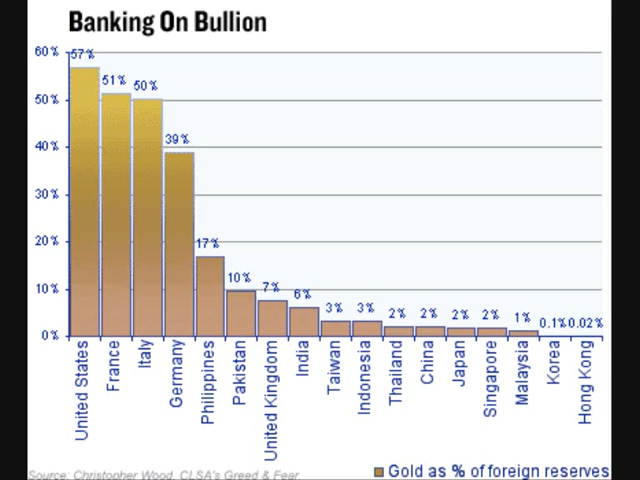 Banking On Bullion
60%
50%
40%
30%
20%
10%
0%
57%
51%
50%
39%
17%
10%
7%
6%
3%
3%
2%
2%
2%
2%
1%
0.1%
0.02%
United States
France
Italy
Germany
Philippines
Pakistan
United Kingdom
India
Taiwan
Indonesia
Thailand
China
Japan
Singapore
Malaysia
Korea
Hong Kong
Gold as % of foreign reserves
Source: Christopher Wood, CLSA's Greed & Fear.